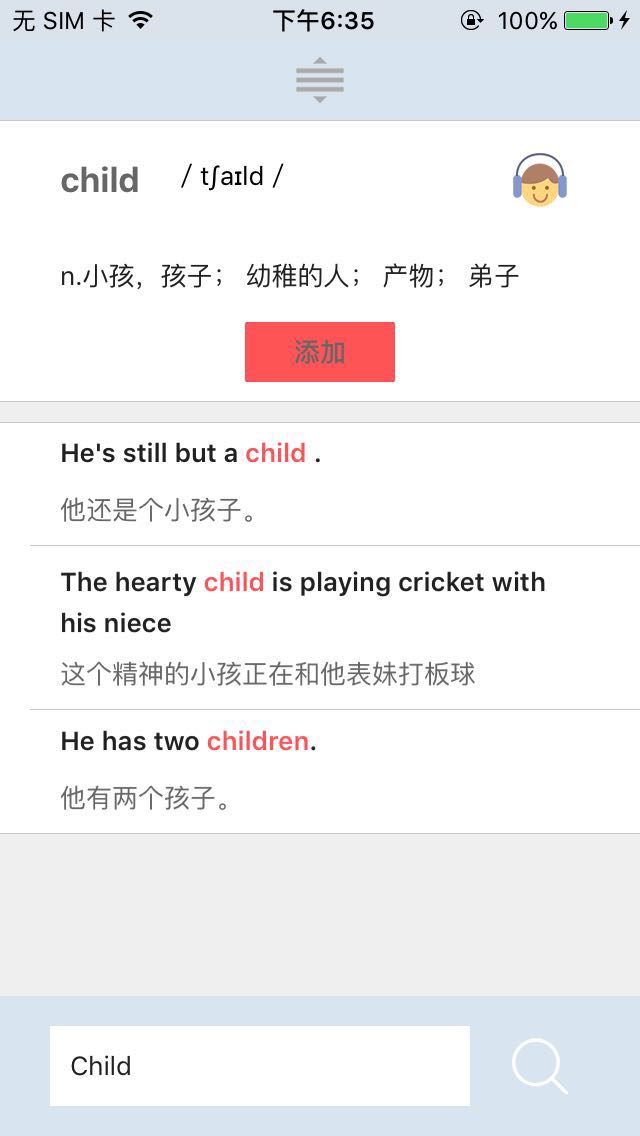 无 SIM 卡 下午6:35 100%
child / tʃaɪld /
n.小孩，孩子； 幼稚的人； 产物； 弟子
添加
He's still but a child .
他还是个小孩子。
The hearty child is playing cricket with
his niece
这个精神的小孩正在和他表妹打板球
He has two children.
他有两个孩子。
Child